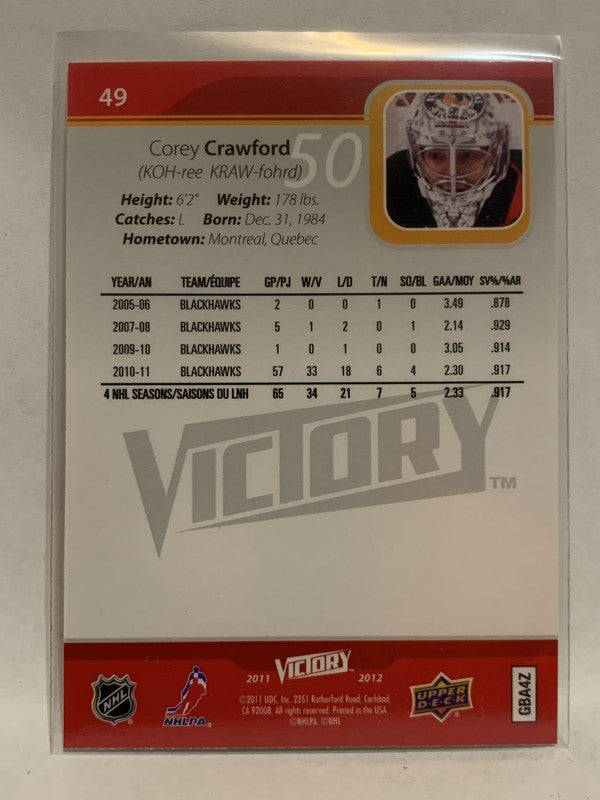 49
50
Corey Crawford
(KOH-ree KRAW-fohrd)
Height: 6'2" Weight: 178 lbs.
Catches: L Born: Dec. 31, 1984
Hometown: Montreal, Quebec
YEAR/AN TEAM/ÉQUIPE GP/PJ W/V L/D T/N SO/BL GAA/MOY SV%/%AR
2005-06 BLACKHAWKS 2 0 0 1 0 3.49 .878
2007-08 BLACKHAWKS 5 1 2 0 1 2.14 .929
2009-10 BLACKHAWKS 1 0 1 0 0 3.05 .914
2010-11 BLACKHAWKS 57 33 18 6 4 2.30 .917
4 NHL SEASONS/SAISONS DU LNH 65 34 21 7 5 2.33 .917
VICTORY™
2011 VICTORY™ 2012
NHL
NHLPA
©2011 UDC, Inc. 2251 Rutherford Road, Carlsbad,
CA 92008. All rights reserved. Printed in the USA
©NHLPA ©NHL
UPPER
DECK
GBA4Z